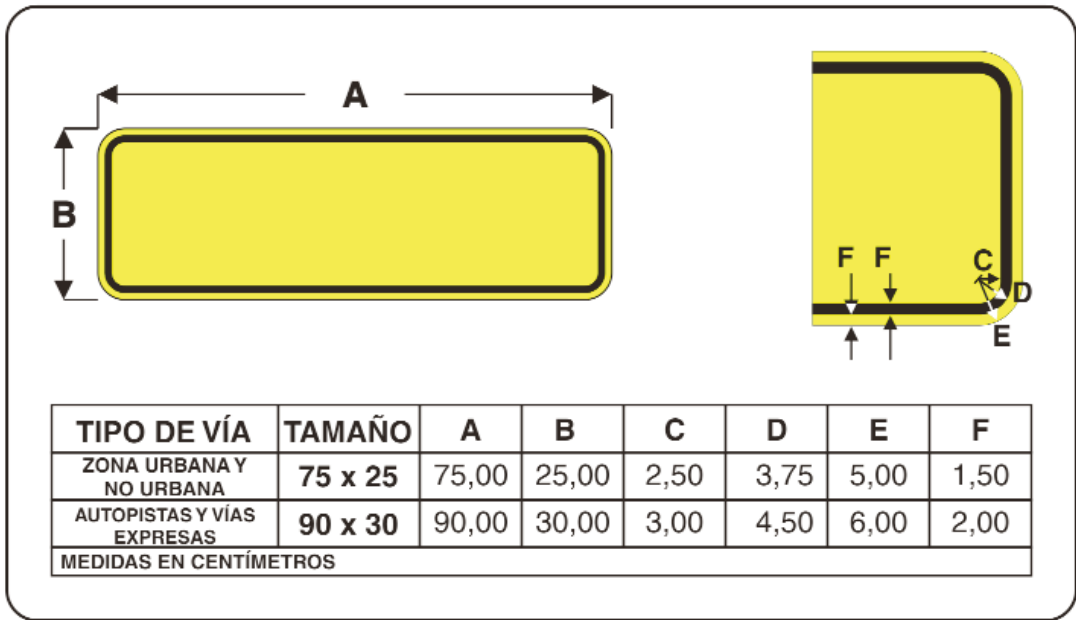 A
B
F F C
D
E
TIPO DE VÍA TAMAÑO A B C D E F
ZONA URBANA Y
NO URBANA 75 x 25 75,00 25,00 2,50 3,75 5,00 1,50
AUTOPISTAS Y VÍAS
EXPRESAS 90 x 30 90,00 30,00 3,00 4,50 6,00 2,00
MEDIDAS EN CENTÍMETROS